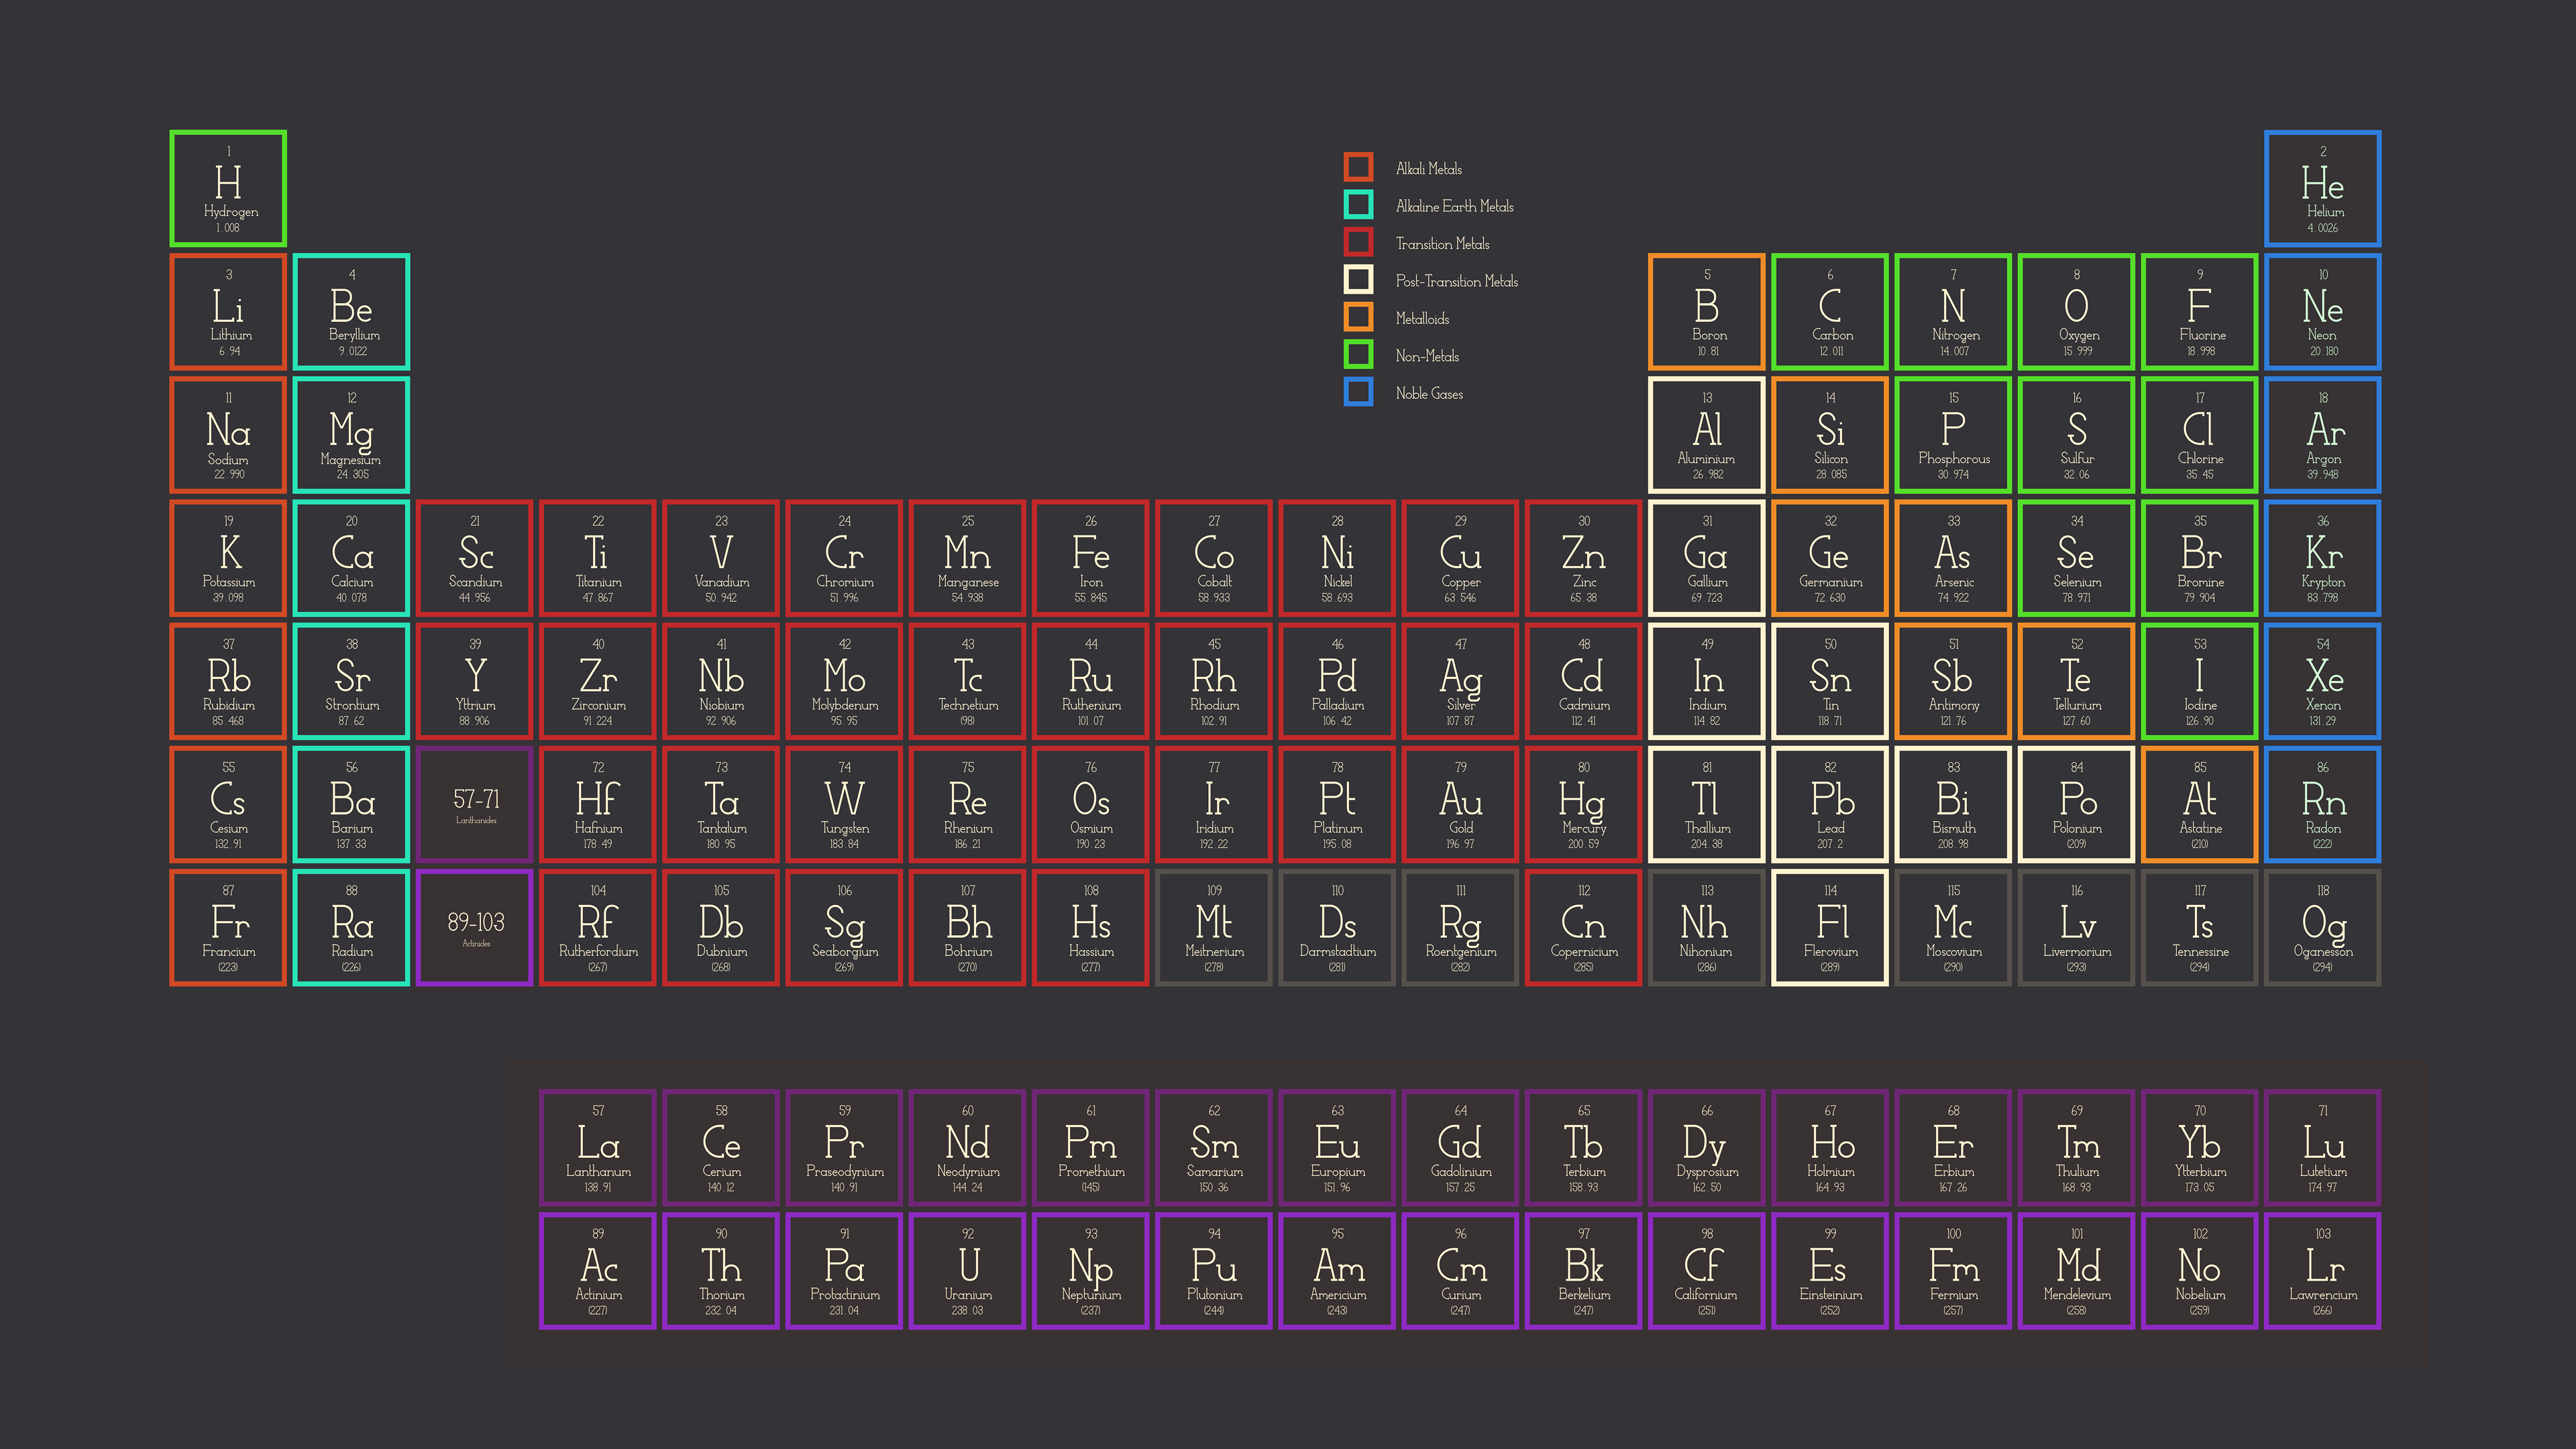 1
H
Hydrogen
1.008
2
He
Helium
4.0026
Alkali Metals
Alkaline Earth Metals
Transition Metals
Post-Transition Metals
Metalloids
Non-Metals
Noble Gases
3
Li
Lithium
6.94
4
Be
Beryllium
9.0122
5
B
Boron
10.81
6
C
Carbon
12.011
7
N
Nitrogen
14.007
8
O
Oxygen
15.999
9
F
Fluorine
18.998
10
Ne
Neon
20.180
11
Na
Sodium
22.990
12
Mg
Magnesium
24.305
13
Al
Aluminium
26.982
14
Si
Silicon
28.085
15
P
Phosphorous
30.974
16
S
Sulfur
32.06
17
Cl
Chlorine
35.45
18
Ar
Argon
39.948
19
K
Potassium
39.098
20
Ca
Calcium
40.078
21
Sc
Scandium
44.956
22
Ti
Titanium
47.867
23
V
Vanadium
50.942
24
Cr
Chromium
51.996
25
Mn
Manganese
54.938
26
Fe
Iron
55.845
27
Co
Cobalt
58.933
28
Ni
Nickel
58.693
29
Cu
Copper
63.546
30
Zn
Zinc
65.38
31
Ga
Gallium
69.723
32
Ge
Germanium
72.630
33
As
Arsenic
74.922
34
Se
Selenium
78.971
35
Br
Bromine
79.904
36
Kr
Krypton
83.798
37
Rb
Rubidium
85.468
38
Sr
Strontium
87.62
39
Y
Yttrium
88.906
40
Zr
Zirconium
91.224
41
Nb
Niobium
92.906
42
Mo
Molybdenum
95.95
43
Tc
Technetium
(98)
44
Ru
Ruthenium
101.07
45
Rh
Rhodium
102.91
46
Pd
Palladium
106.42
47
Ag
Silver
107.87
48
Cd
Cadmium
112.41
49
In
Indium
114.82
50
Sn
Tin
118.71
51
Sb
Antimony
121.76
52
Te
Tellurium
127.60
53
I
Iodine
126.90
54
Xe
Xenon
131.29
55
Cs
Cesium
132.91
56
Ba
Barium
137.33
57-71
Lanthanides
72
Hf
Hafnium
178.49
73
Ta
Tantalum
180.95
74
W
Tungsten
183.84
75
Re
Rhenium
186.21
76
Os
Osmium
190.23
77
Ir
Iridium
192.22
78
Pt
Platinum
195.08
79
Au
Gold
196.97
80
Hg
Mercury
200.59
81
Tl
Thallium
204.38
82
Pb
Lead
207.2
83
Bi
Bismuth
208.98
84
Po
Polonium
(209)
85
At
Astatine
(210)
86
Rn
Radon
(222)
87
Fr
Francium
(223)
88
Ra
Radium
(226)
89-103
Actinides
104
Rf
Rutherfordium
(267)
105
Db
Dubnium
(268)
106
Sg
Seaborgium
(269)
107
Bh
Bohrium
(270)
108
Hs
Hassium
(277)
109
Mt
Meitnerium
(278)
110
Ds
Darmstadtium
(281)
111
Rg
Roentgenium
(282)
112
Cn
Copernicium
(285)
113
Nh
Nihonium
(286)
114
Fl
Flerovium
(289)
115
Mc
Moscovium
(290)
116
Lv
Livermorium
(293)
117
Ts
Tennessine
(294)
118
Og
Oganesson
(294)
57
La
Lanthanum
138.91
58
Ce
Cerium
140.12
59
Pr
Praseodynium
140.91
60
Nd
Neodymium
144.24
61
Pm
Promethium
(145)
62
Sm
Samarium
150.36
63
Eu
Europium
151.96
64
Gd
Gadolinium
157.25
65
Tb
Terbium
158.93
66
Dy
Dysprosium
162.50
67
Ho
Holmium
164.93
68
Er
Erbium
167.26
69
Tm
Thulium
168.93
70
Yb
Ytterbium
173.05
71
Lu
Lutetium
174.97
89
Ac
Actinium
(227)
90
Th
Thorium
232.04
91
Pa
Protactinium
231.04
92
U
Uranium
238.03
93
Np
Neptunium
(237)
94
Pu
Plutonium
(244)
95
Am
Americium
(243)
96
Cm
Curium
(247)
97
Bk
Berkelium
(247)
98
Cf
Californium
(251)
99
Es
Einsteinium
(252)
100
Fm
Fermium
(257)
101
Md
Mendelevium
(258)
102
No
Nobelium
(259)
103
Lr
Lawrencium
(266)